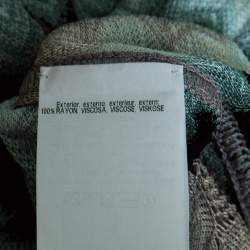 Exterior, externo, exterieur, extern:
100% RAYON, VISCOSA, VISCOSE, VISKOSE